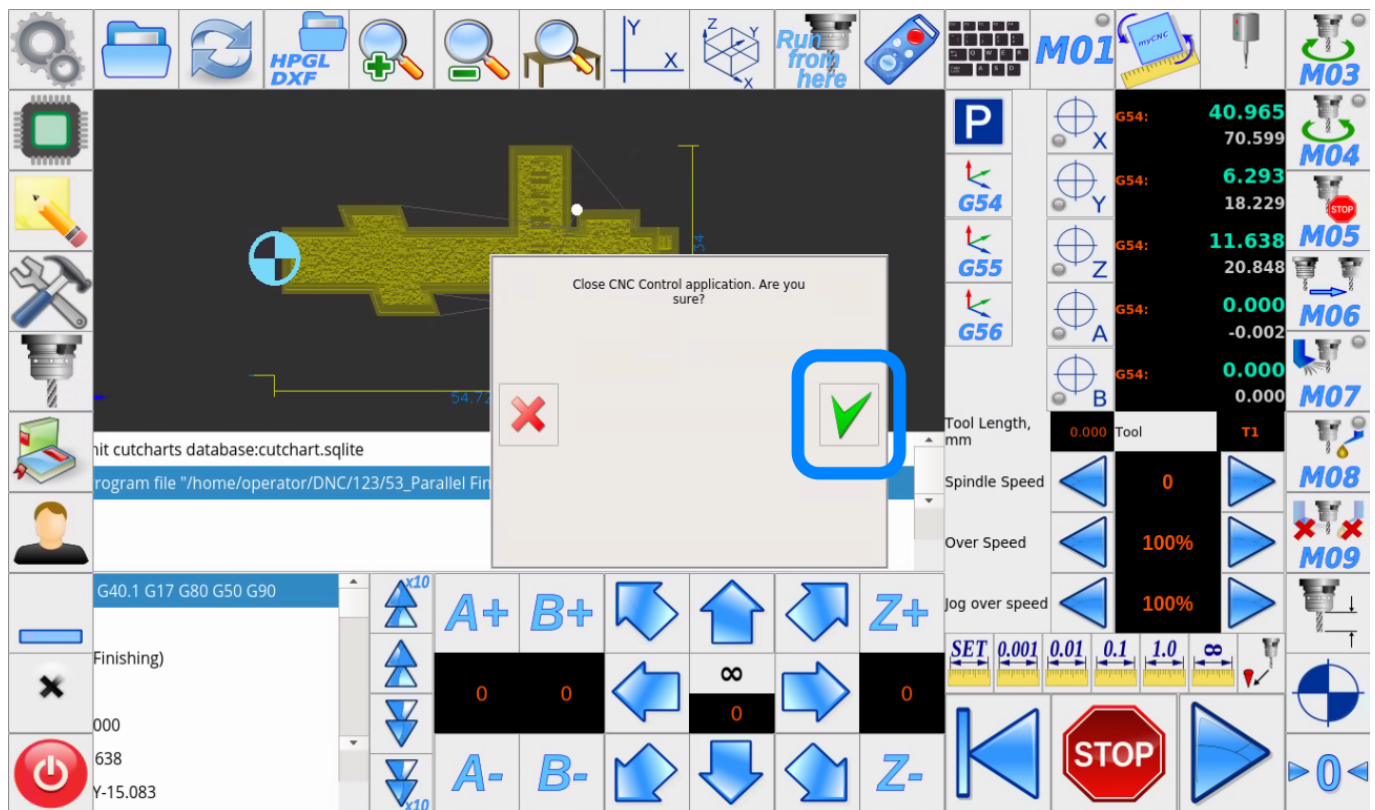 HPGL
DXF
Y
X
Z
Y
X
Run
from
here
M01
myCNC
M03
P
X
G54:
40.965
70.599
M04
G54
Y
G54:
6.293
18.229
STOP
M05
34
G55
Z
G54:
11.638
20.848
Close CNC Control application. Are you
sure?
G56
A
G54:
0.000
-0.002
M06
B
G54:
0.000
0.000
M07
54.72
Tool Length,
mm
0.000
Tool
T1
nit cutcharts database:cutchart.sqlite
rogram file "/home/operator/DNC/123/53_Parallel Fin
Spindle Speed
0
M08
Over Speed
100%
M09
G40.1 G17 G80 G50 G90
x10
A+
B+
Z+
Jog over speed
100%
Finishing)
SET
0.001
0.01
0.1
1.0
∞
∞
0
0
0
0
000
638
Y-15.083
x10
A-
B-
Z-
STOP
0